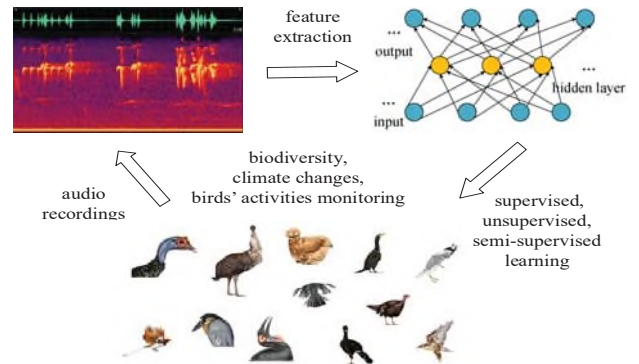 feature
extraction
...
output
...
hidden layer
...
input
biodiversity,
climate changes,
birds’ activities monitoring
audio
recordings
supervised,
unsupervised,
semi-supervised
learning